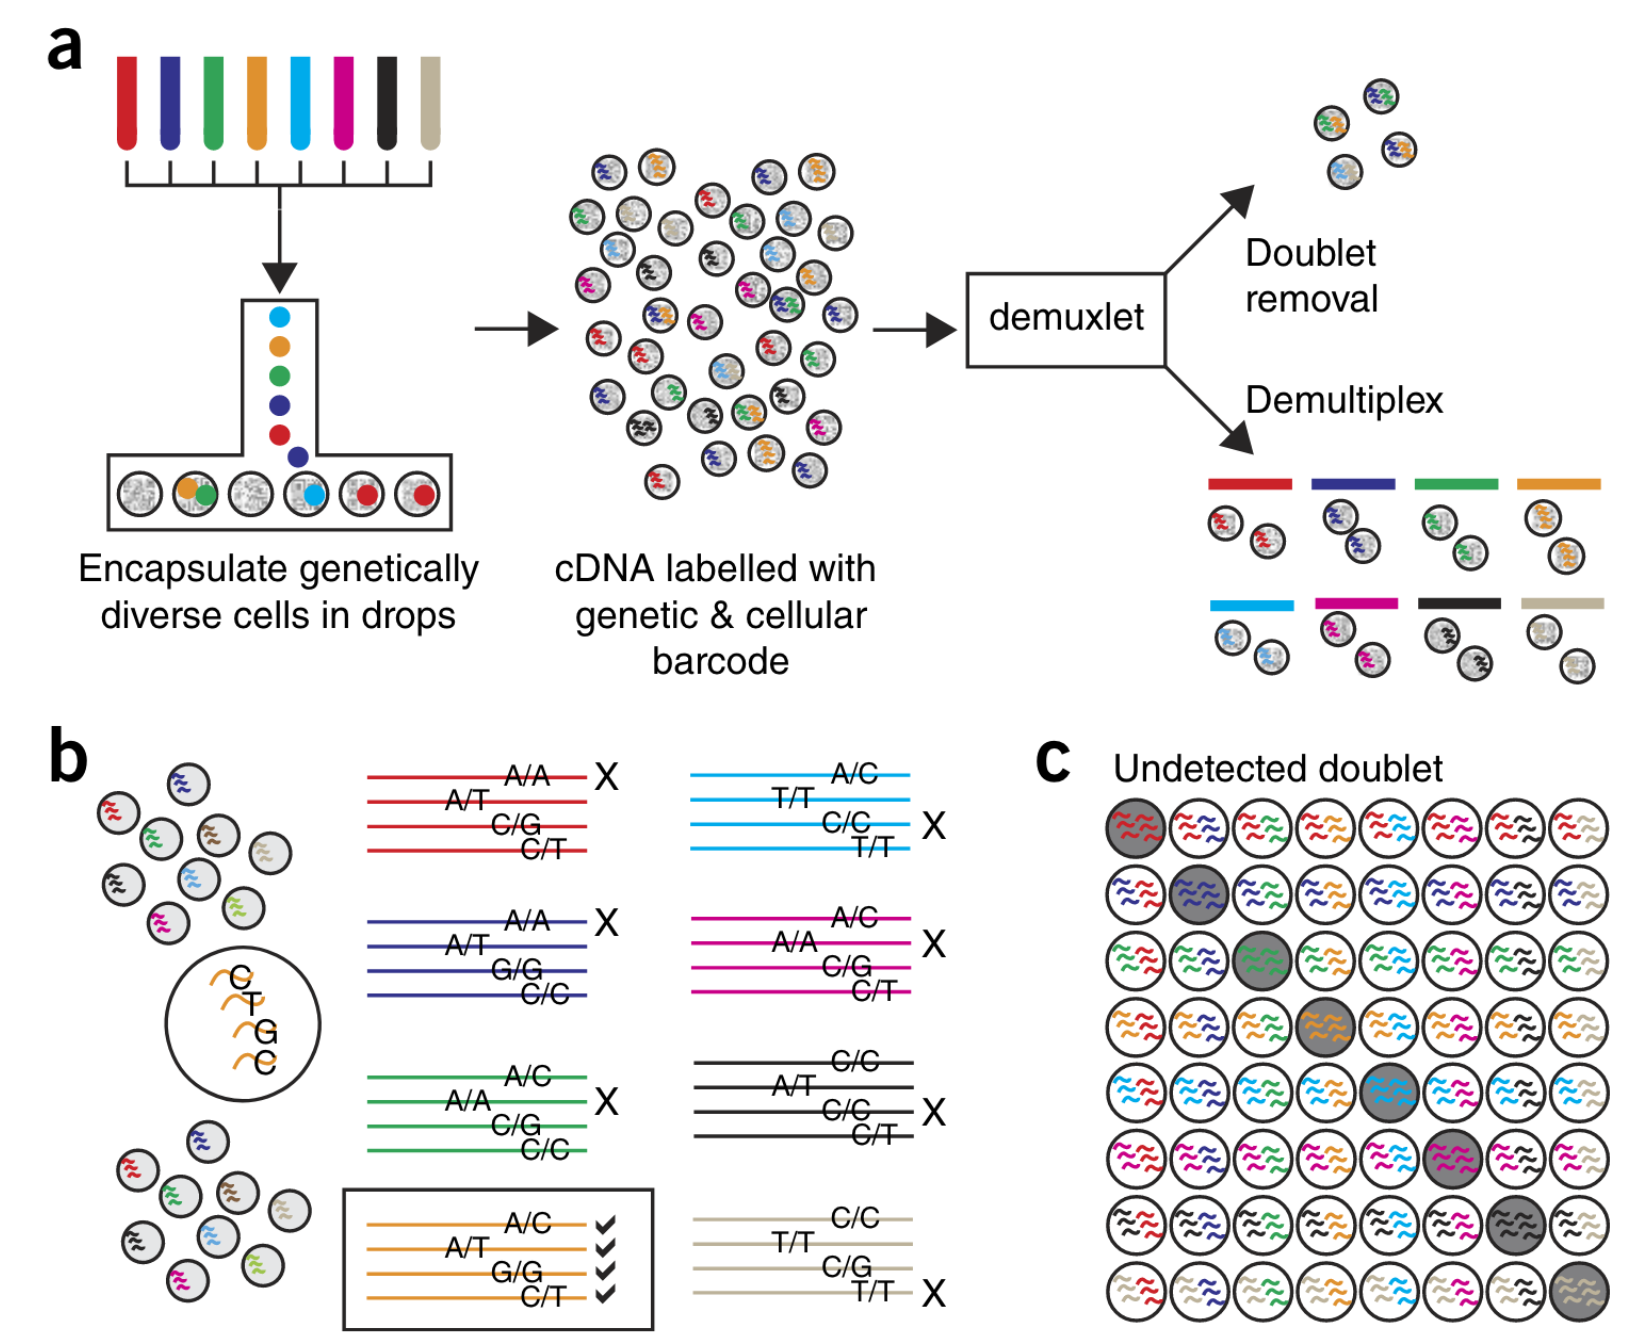 a
Encapsulate genetically
diverse cells in drops
cDNA labelled with
genetic & cellular
barcode
demuxlet
Doublet
removal
Demultiplex
b
C
T
G
C
A/A X
A/T
C/G
C/T
A/A X
A/T
G/G
C/C
A/C
A/A X
C/G
C/C
A/C
A/T
G/G
C/T
A/C
T/T
C/C X
T/T
A/C
A/A X
C/G
C/T
C/C
A/T
C/C X
C/T
C/C
T/T
C/G
T/T X
c
Undetected doublet